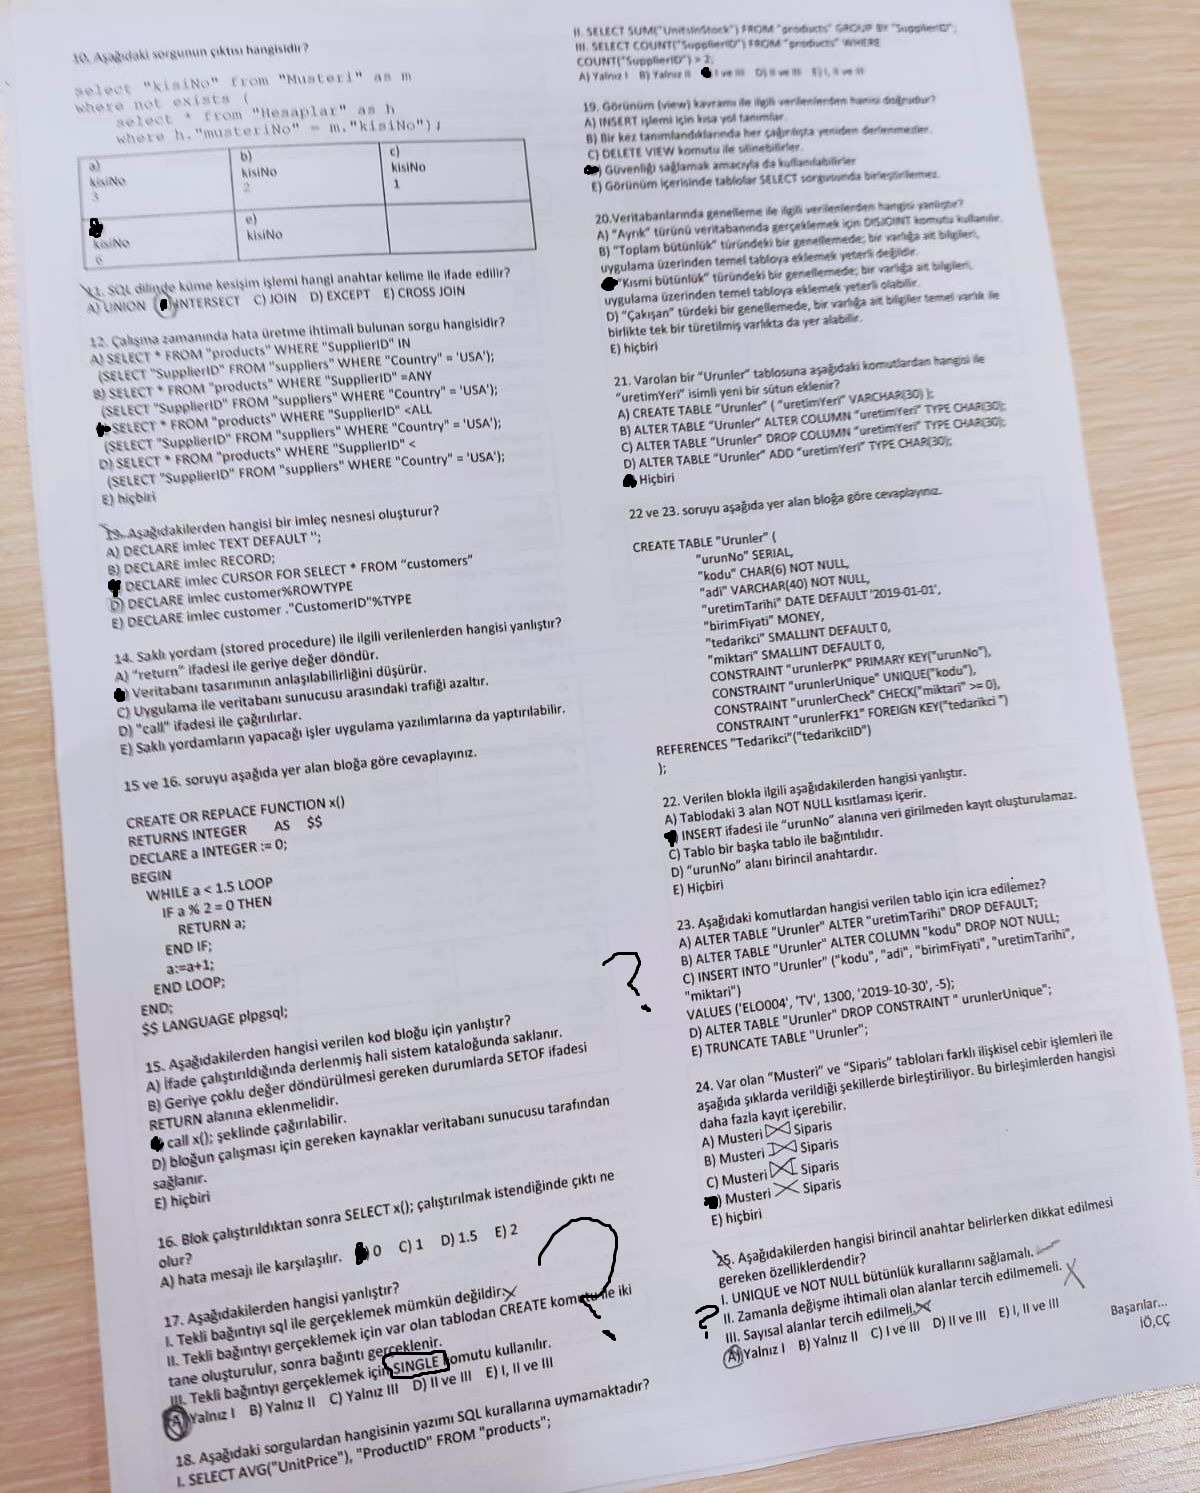 10. Aşağıdaki sorgunun çıktısı hangisidir?
select "kisiNo" from "Musteri" as m
where not exists (
select * from "Hesaplar" as h
where h."musteriNo" = m."kisiNo");
a)
kisiNo
3
b)
kisiNo
2
c)
kisiNo
1
kisiNo
6
e)
kisiNo
11. SQL dilinde küme kesişim işlemi hangi anahtar kelime ile ifade edilir?
A) UNION INTERSECT C) JOIN D) EXCEPT E) CROSS JOIN
12. Çalışma zamanında hata üretme ihtimali bulunan sorgu hangisidir?
A) SELECT * FROM "products" WHERE "SupplierID" IN
(SELECT "SupplierID" FROM "suppliers" WHERE "Country" = 'USA');
B) SELECT * FROM "products" WHERE "SupplierID" =ANY
(SELECT "SupplierID" FROM "suppliers" WHERE "Country" = 'USA');
SELECT * FROM "products" WHERE "SupplierID" <ALL
(SELECT "SupplierID" FROM "suppliers" WHERE "Country" = 'USA');
D) SELECT * FROM "products" WHERE "SupplierID" <
(SELECT "SupplierID" FROM "suppliers" WHERE "Country" = 'USA');
E) hiçbiri
13. Aşağıdakilerden hangisi bir imleç nesnesi oluşturur?
A) DECLARE imlec TEXT DEFAULT '';
B) DECLARE imlec RECORD;
DECLARE imlec CURSOR FOR SELECT * FROM "customers"
D) DECLARE imlec customer%ROWTYPE
E) DECLARE imlec customer ."CustomerID"%TYPE
14. Saklı yordam (stored procedure) ile ilgili verilenlerden hangisi yanlıştır?
A) "return" ifadesi ile geriye değer döndür.
) Veritabanı tasarımının anlaşılabilirliğini düşürür.
C) Uygulama ile veritabanı sunucusu arasındaki trafiği azaltır.
D) "call" ifadesi ile çağırılırlar.
E) Saklı yordamların yapacağı işler uygulama yazılımlarına da yaptırılabilir.
15 ve 16. soruyu aşağıda yer alan bloğa göre cevaplayınız.
CREATE OR REPLACE FUNCTION x()
RETURNS INTEGER AS $$
DECLARE a INTEGER := 0;
BEGIN
WHILE a < 1.5 LOOP
IF a % 2 = 0 THEN
RETURN a;
END IF;
a:=a+1;
END LOOP;
END;
$$ LANGUAGE plpgsql;
15. Aşağıdakilerden hangisi verilen kod bloğu için yanlıştır?
A) İfade çalıştırıldığında derlenmiş hali sistem kataloğunda saklanır.
B) Geriye çoklu değer döndürülmesi gereken durumlarda SETOF ifadesi
RETURN alanına eklenmelidir.
call x(); şeklinde çağırılabilir.
D) bloğun çalışması için gereken kaynaklar veritabanı sunucusu tarafından
sağlanır.
E) hiçbiri
16. Blok çalıştırıldıktan sonra SELECT x(); çalıştırılmak istendiğinde çıktı ne
olur?
A) hata mesajı ile karşılaşılır. 0 C) 1 D) 1.5 E) 2
17. Aşağıdakilerden hangisi yanlıştır?
I. Tekli bağıntıyı sql ile gerçeklemek mümkün değildir.
II. Tekli bağıntıyı gerçeklemek için var olan tablodan CREATE komutu ile iki
tane oluşturulur, sonra bağıntı gerçeklenir.
III. Tekli bağıntıyı gerçeklemek için SINGLE komutu kullanılır.
A) Yalnız I B) Yalnız II C) Yalnız III D) II ve III E) I, II ve III
18. Aşağıdaki sorgulardan hangisinin yazımı SQL kurallarına uymamaktadır?
I. SELECT AVG("UnitPrice"), "ProductID" FROM "products";
II. SELECT SUM("UnitsInStock") FROM "products" GROUP BY "SupplierID";
III. SELECT COUNT("SupplierID") FROM "products" WHERE
COUNT("SupplierID") > 2;
A) Yalnız I B) Yalnız II I ve III D) II ve III E) I, II ve III
19. Görünüm (view) kavramı ile ilgili verilenlerden hangisi doğrudur?
A) INSERT işlemi için kısa yol tanımlar.
B) Bir kez tanımlandıklarında her çağırılışta yeniden derlenmezler.
C) DELETE VIEW komutu ile silinebilirler.
) Güvenliği sağlamak amacıyla da kullanılabilirler
E) Görünüm içerisinde tablolar SELECT sorgusunda birleştirilemez.
20.Veritabanlarında genelleme ile ilgili verilenlerden hangisi yanlıştır?
A) "Ayrık" türünü veritabanında gerçeklemek için DISJOINT komutu kullanılır.
B) "Toplam bütünlük" türündeki bir genellemede; bir varlığa ait bilgileri,
uygulama üzerinden temel tabloya eklemek yeterli değildir.
"Kısmi bütünlük" türündeki bir genellemede; bir varlığa ait bilgileri,
uygulama üzerinden temel tabloya eklemek yeterli olabilir.
D) "Çakışan" türdeki bir genellemede, bir varlığa ait bilgiler temel varlık ile
birlikte tek bir türetilmiş varlıkta da yer alabilir.
E) hiçbiri
21. Varolan bir "Urunler" tablosuna aşağıdaki komutlardan hangisi ile
"uretimYeri" isimli yeni bir sütun eklenir?
A) CREATE TABLE "Urunler" ( "uretimYeri" VARCHAR(30) );
B) ALTER TABLE "Urunler" ALTER COLUMN "uretimYeri" TYPE CHAR(30);
C) ALTER TABLE "Urunler" DROP COLUMN "uretimYeri" TYPE CHAR(30);
D) ALTER TABLE "Urunler" ADD "uretimYeri" TYPE CHAR(30);
Hiçbiri
22 ve 23. soruyu aşağıda yer alan bloğa göre cevaplayınız.
CREATE TABLE "Urunler" (
"urunNo" SERIAL,
"kodu" CHAR(6) NOT NULL,
"adi" VARCHAR(40) NOT NULL,
"uretimTarihi" DATE DEFAULT '2019-01-01',
"birimFiyati" MONEY,
"tedarikci" SMALLINT DEFAULT 0,
"miktari" SMALLINT DEFAULT 0,
CONSTRAINT "urunlerPK" PRIMARY KEY("urunNo"),
CONSTRAINT "urunlerUnique" UNIQUE("kodu"),
CONSTRAINT "urunlerCheck" CHECK("miktari" >= 0),
CONSTRAINT "urunlerFK1" FOREIGN KEY("tedarikci ")
REFERENCES "Tedarikci"("tedarikciID")
);
22. Verilen blokla ilgili aşağıdakilerden hangisi yanlıştır.
A) Tablodaki 3 alan NOT NULL kısıtlaması içerir.
) INSERT ifadesi ile "urunNo" alanına veri girilmeden kayıt oluşturulamaz.
C) Tablo bir başka tablo ile bağıntılıdır.
D) "urunNo" alanı birincil anahtardır.
E) Hiçbiri
23. Aşağıdaki komutlardan hangisi verilen tablo için icra edilemez?
A) ALTER TABLE "Urunler" ALTER "uretimTarihi" DROP DEFAULT;
B) ALTER TABLE "Urunler" ALTER COLUMN "kodu" DROP NOT NULL;
C) INSERT INTO "Urunler" ("kodu", "adi", "birimFiyati", "uretimTarihi",
"miktari")
VALUES ('ELO004', 'TV', 1300, '2019-10-30', -5);
D) ALTER TABLE "Urunler" DROP CONSTRAINT " urunlerUnique";
E) TRUNCATE TABLE "Urunler";
?
24. Var olan "Musteri" ve "Siparis" tabloları farklı ilişkisel cebir işlemleri ile
aşağıda şıklarda verildiği şekillerde birleştiriliyor. Bu birleşimlerden hangisi
daha fazla kayıt içerebilir.
A) Musteri Siparis
B) Musteri Siparis
C) Musteri Siparis
) Musteri Siparis
E) hiçbiri
25. Aşağıdakilerden hangisi birincil anahtar belirlerken dikkat edilmesi
gereken özelliklerdendir?
I. UNIQUE ve NOT NULL bütünlük kurallarını sağlamalı.
II. Zamanla değişme ihtimali olan alanlar tercih edilmemeli.
III. Sayısal alanlar tercih edilmeli.
A) Yalnız I B) Yalnız II C) I ve III D) II ve III E) I, II ve III
?
?
Başarılar...
İÖ,CÇ